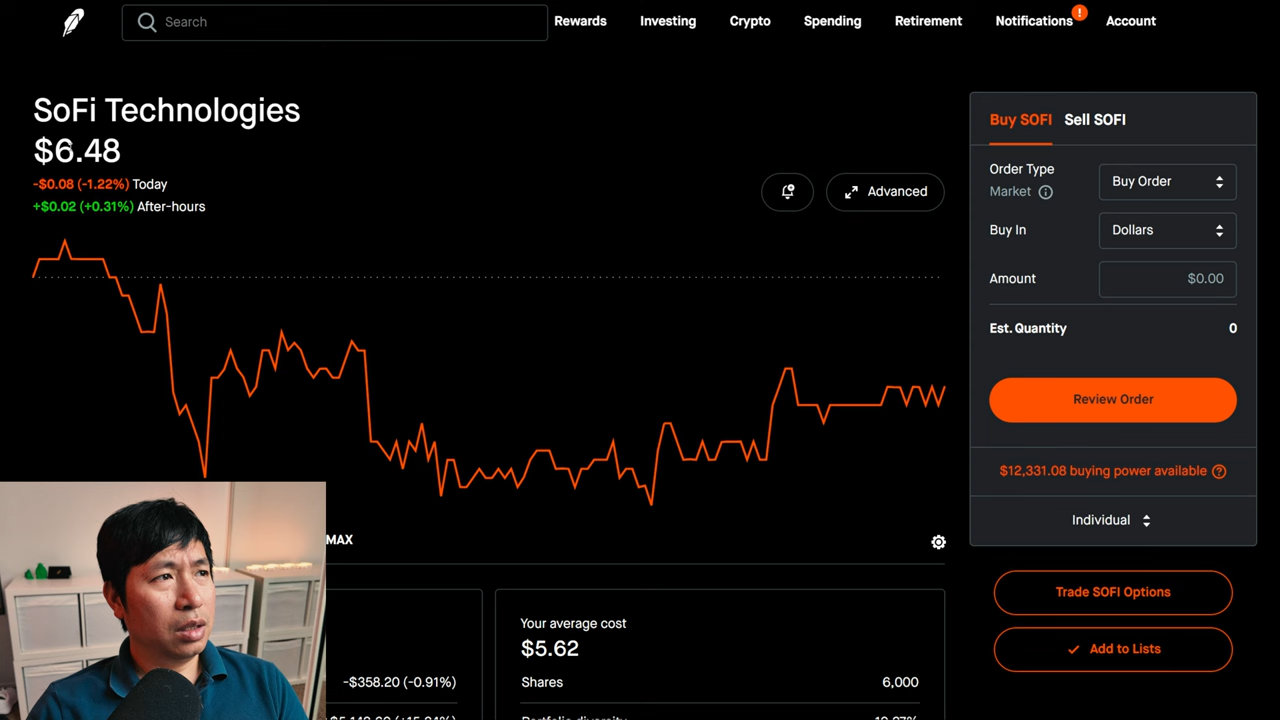 Search
Rewards
Investing
Crypto
Spending
Retirement
Notifications
!
Account
SoFi Technologies
$6.48
-$0.08 (-1.22%) Today
+$0.02 (+0.31%) After-hours
Advanced
MAX
-$358.20 (-0.91%)
Your average cost
$5.62
Shares 6,000
Portfolio diversity
Buy SOFI Sell SOFI
Order Type
Market
Buy Order
Buy In Dollars
Amount $0.00
Est. Quantity 0
Review Order
$12,331.08 buying power available
Individual
Trade SOFI Options
Add to Lists